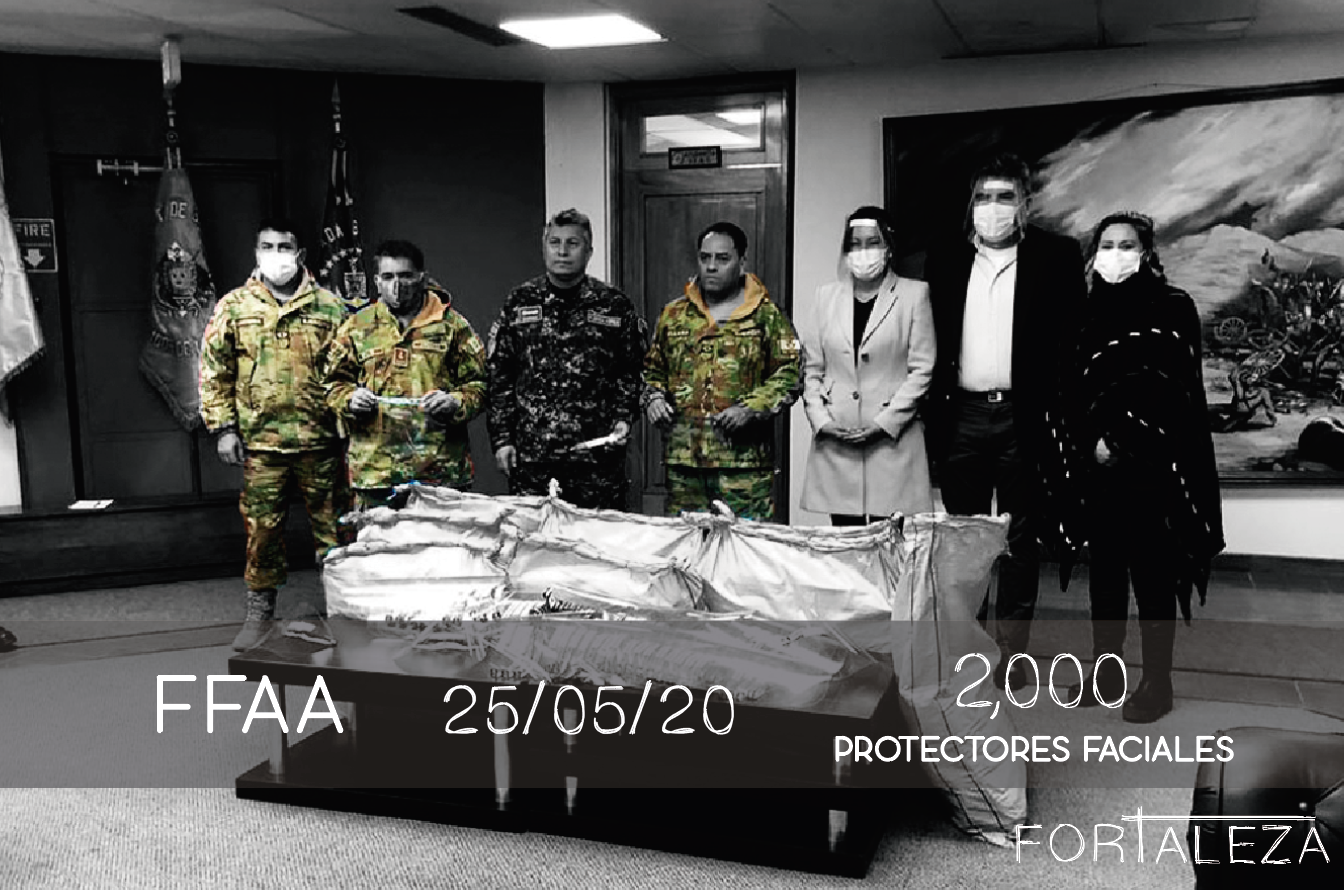 FIRE
FFAA
25/05/20
2,000
PROTECTORES FACIALES
FORTALEZA